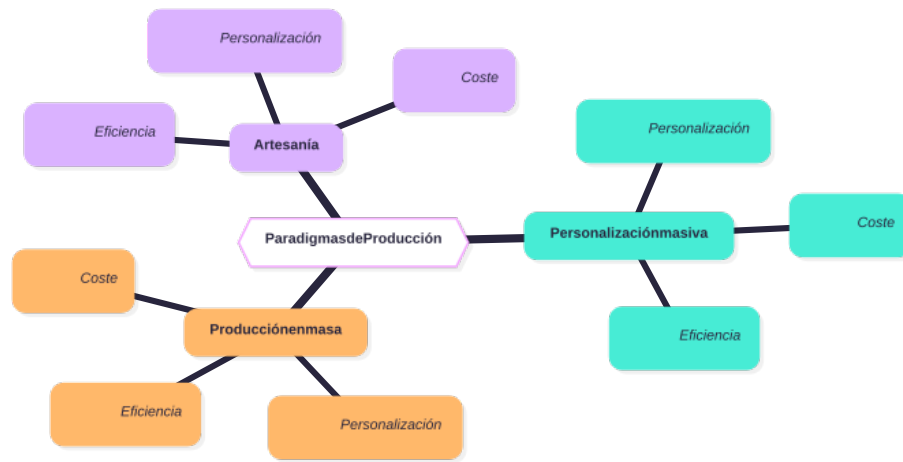 Personalización
Coste
Eficiencia
Artesanía
Personalización
Coste
ParadigmasdeProducción
Personalizaciónmasiva
Coste
Producciónenmasa
Eficiencia
Eficiencia
Personalización